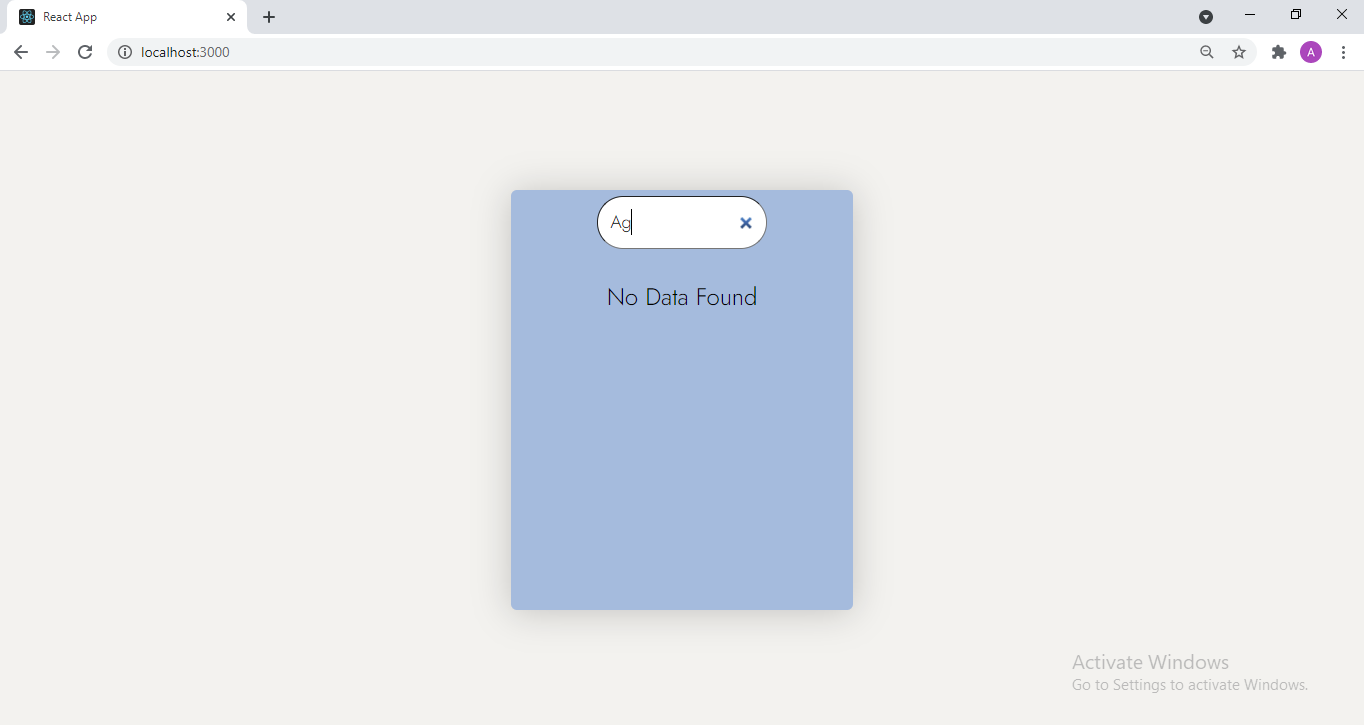 React App
localhost:3000
A
Ag
No Data Found
Activate Windows
Go to Settings to activate Windows.